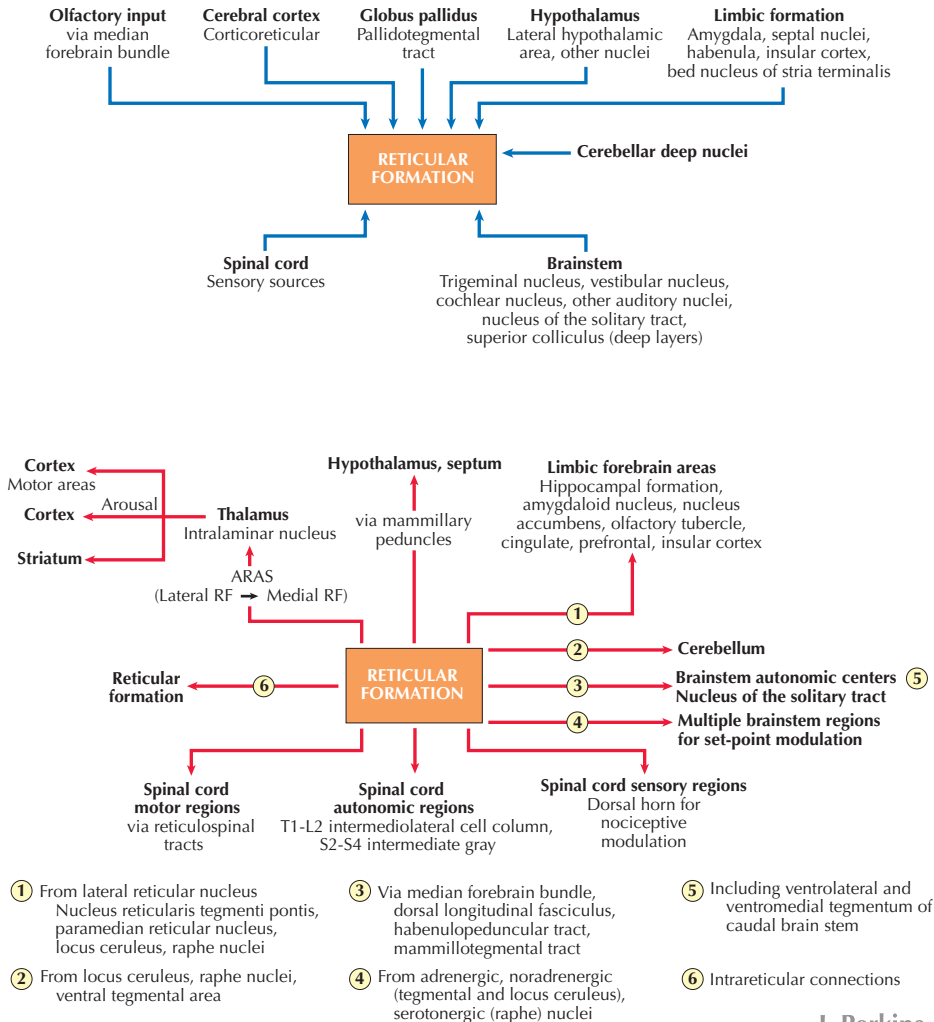 Olfactory input
via median
forebrain bundle
Cerebral cortex
Corticoreticular
Globus pallidus
Pallidotegmental
tract
Hypothalamus
Lateral hypothalamic
area, other nuclei
Limbic formation
Amygdala, septal nuclei,
habenula, insular cortex,
bed nucleus of stria terminalis
RETICULAR
FORMATION
Cerebellar deep nuclei
Spinal cord
Sensory sources
Brainstem
Trigeminal nucleus, vestibular nucleus,
cochlear nucleus, other auditory nuclei,
nucleus of the solitary tract,
superior colliculus (deep layers)
Cortex
Motor areas
Cortex
Arousal
Striatum
Thalamus
Intralaminar nucleus
ARAS
(Lateral RF → Medial RF)
Hypothalamus, septum
via mammillary
peduncles
Limbic forebrain areas
Hippocampal formation,
amygdaloid nucleus, nucleus
accumbens, olfactory tubercle,
cingulate, prefrontal, insular cortex
1
2
Cerebellum
Reticular
formation
6
RETICULAR
FORMATION
3
Brainstem autonomic centers 5
Nucleus of the solitary tract
4
Multiple brainstem regions
for set-point modulation
Spinal cord
motor regions
via reticulospinal
tracts
Spinal cord
autonomic regions
T1-L2 intermediolateral cell column,
S2-S4 intermediate gray
Spinal cord sensory regions
Dorsal horn for
nociceptive
modulation
1 From lateral reticular nucleus
Nucleus reticularis tegmenti pontis,
paramedian reticular nucleus,
locus ceruleus, raphe nuclei
2 From locus ceruleus, raphe nuclei,
ventral tegmental area
3 Via median forebrain bundle,
dorsal longitudinal fasciculus,
habenulopeduncular tract,
mammillotegmental tract
4 From adrenergic, noradrenergic
(tegmental and locus ceruleus),
serotonergic (raphe) nuclei
5 Including ventrolateral and
ventromedial tegmentum of
caudal brain stem
6 Intrareticular connections